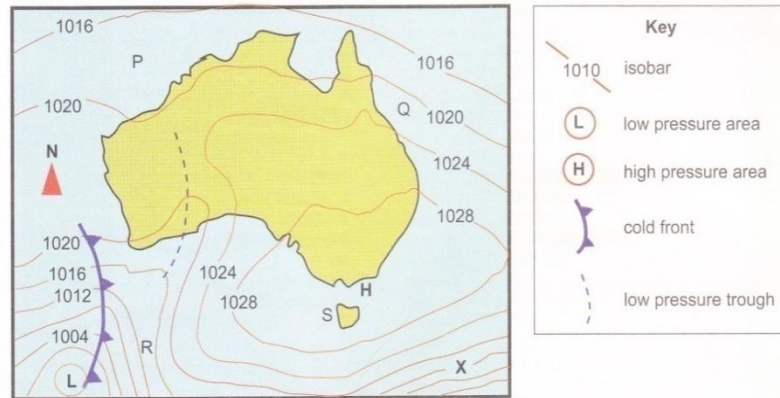 1016
P
1016
1020
Q
1020
N
1024
1028
1020
1016
1024
H
1012
1028
S
1004
R
X
L
Key
1010 isobar
L low pressure area
H high pressure area
cold front
low pressure trough